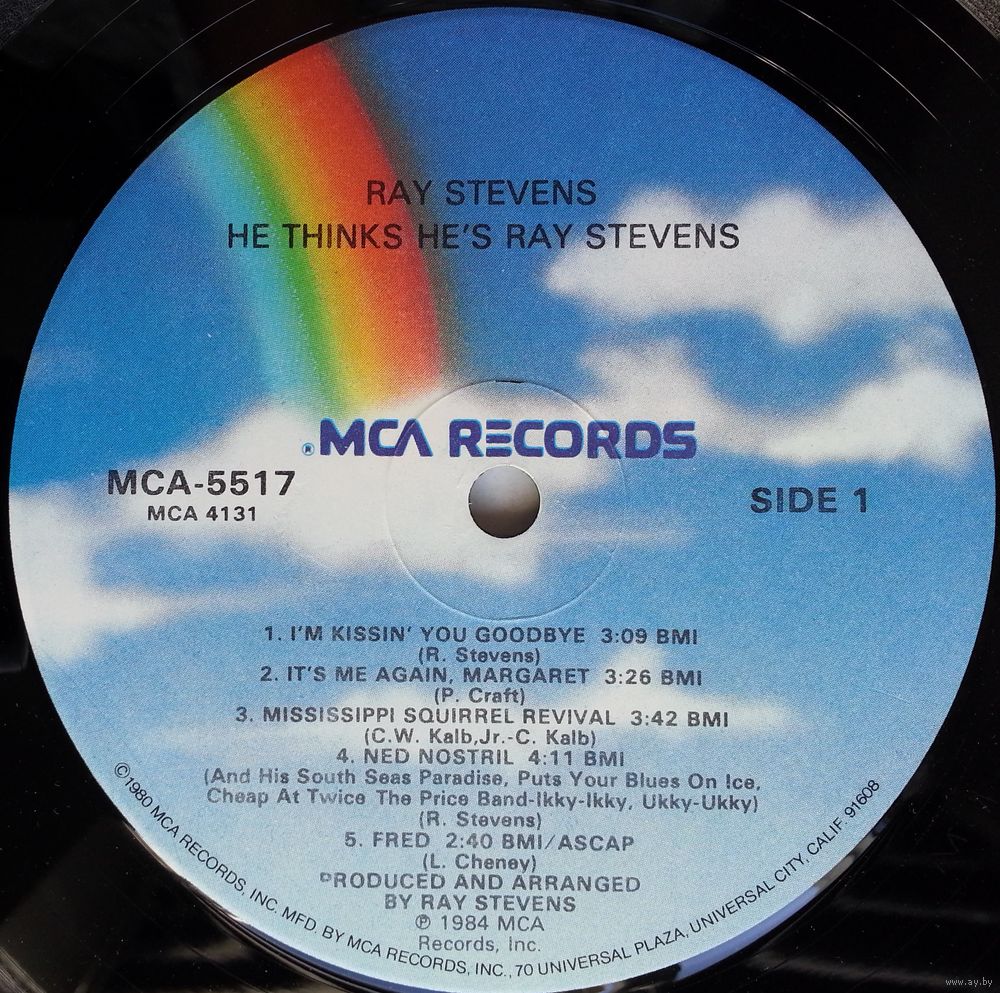 RAY STEVENS
HE THINKS HE'S RAY STEVENS
® MCA RECORDS
MCA-5517
MCA 4131
SIDE 1
1. I'M KISSIN' YOU GOODBYE 3:09 BMI
(R. Stevens)
2. IT'S ME AGAIN, MARGARET 3:26 BMI
(P. Craft)
3. MISSISSIPPI SQUIRREL REVIVAL 3:42 BMI
(C.W. Kalb,Jr.-C. Kalb)
4. NED NOSTRIL 4:11 BMI
(And His South Seas Paradise, Puts Your Blues On Ice,
Cheap At Twice The Price Band-Ikky-Ikky, Ukky-Ukky)
(R. Stevens)
5. FRED 2:40 BMI/ASCAP
(L. Cheney)
PRODUCED AND ARRANGED
BY RAY STEVENS
℗ 1984 MCA
Records, Inc.
©1980 MCA RECORDS, INC. MFD. BY MCA RECORDS, INC., 70 UNIVERSAL PLAZA, UNIVERSAL CITY, CALIF. 91608
www.ay.by